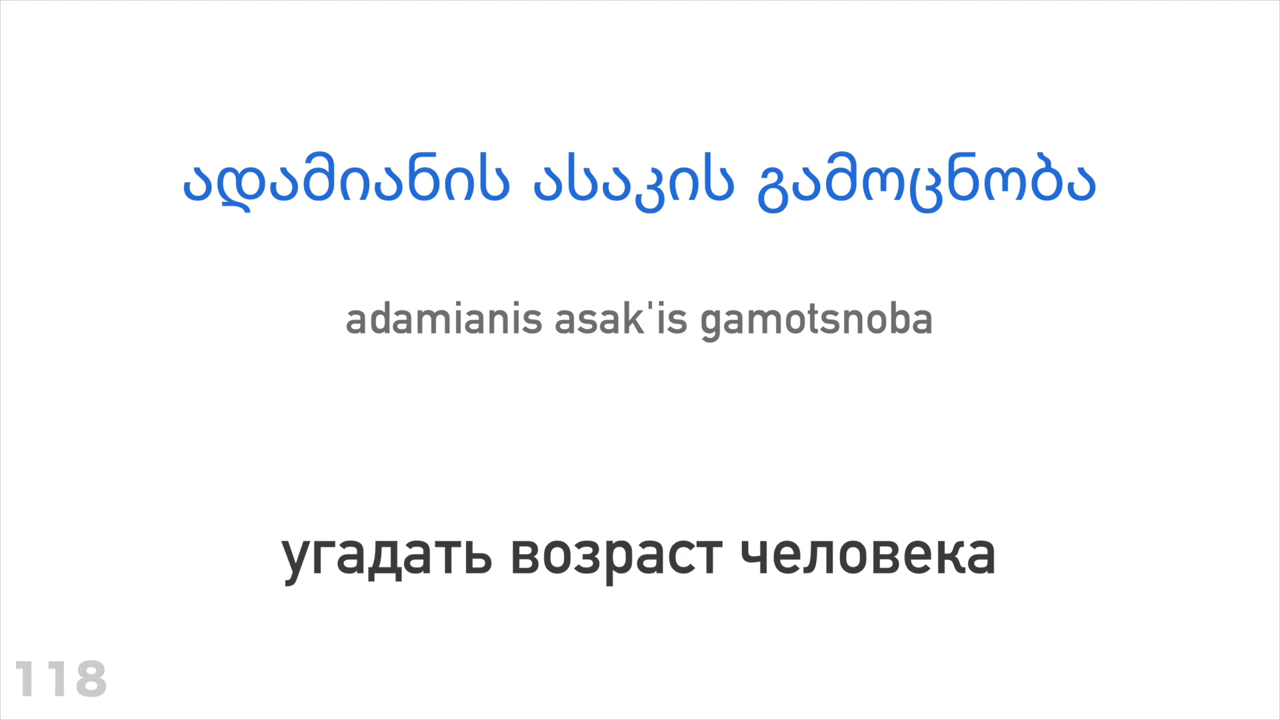 ადამიანის ასაკის გამოცნობა
adamianis asak'is gamotsnoba
угадать возраст человека
118